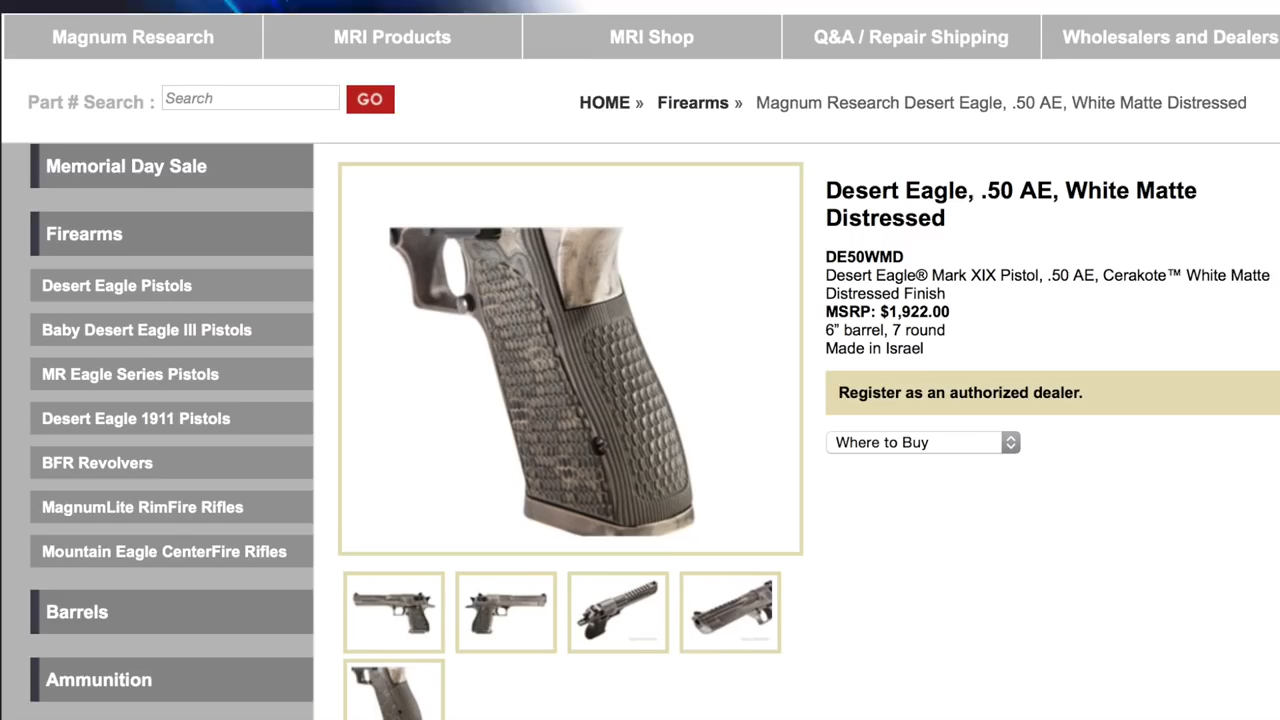 Magnum Research
MRI Products
MRI Shop
Q&A / Repair Shipping
Wholesalers and Dealers
Part # Search :
Search
GO
HOME » Firearms » Magnum Research Desert Eagle, .50 AE, White Matte Distressed
Memorial Day Sale
Firearms
Desert Eagle Pistols
Baby Desert Eagle III Pistols
MR Eagle Series Pistols
Desert Eagle 1911 Pistols
BFR Revolvers
MagnumLite RimFire Rifles
Mountain Eagle CenterFire Rifles
Barrels
Ammunition
Desert Eagle, .50 AE, White Matte
Distressed
DE50WMD
Desert Eagle® Mark XIX Pistol, .50 AE, Cerakote™ White Matte
Distressed Finish
MSRP: $1,922.00
6” barrel, 7 round
Made in Israel
Register as an authorized dealer.
Where to Buy